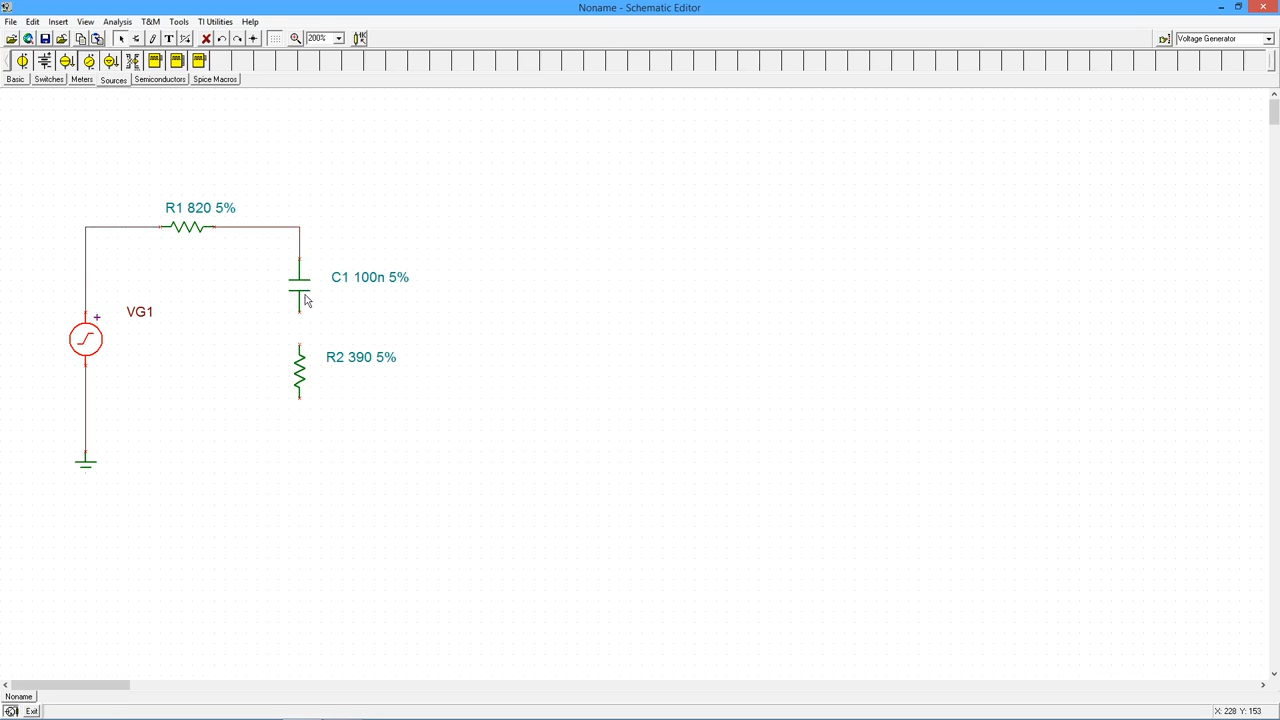 Noname - Schematic Editor
File Edit Insert View Analysis T&M Tools TI Utilities Help
T 200% Voltage Generator
Basic Switches Meters Sources Semiconductors Spice Macros
R1 820 5%
C1 100n 5%
+
VG1
R2 390 5%
Noname
Exit X: 228 Y: 153